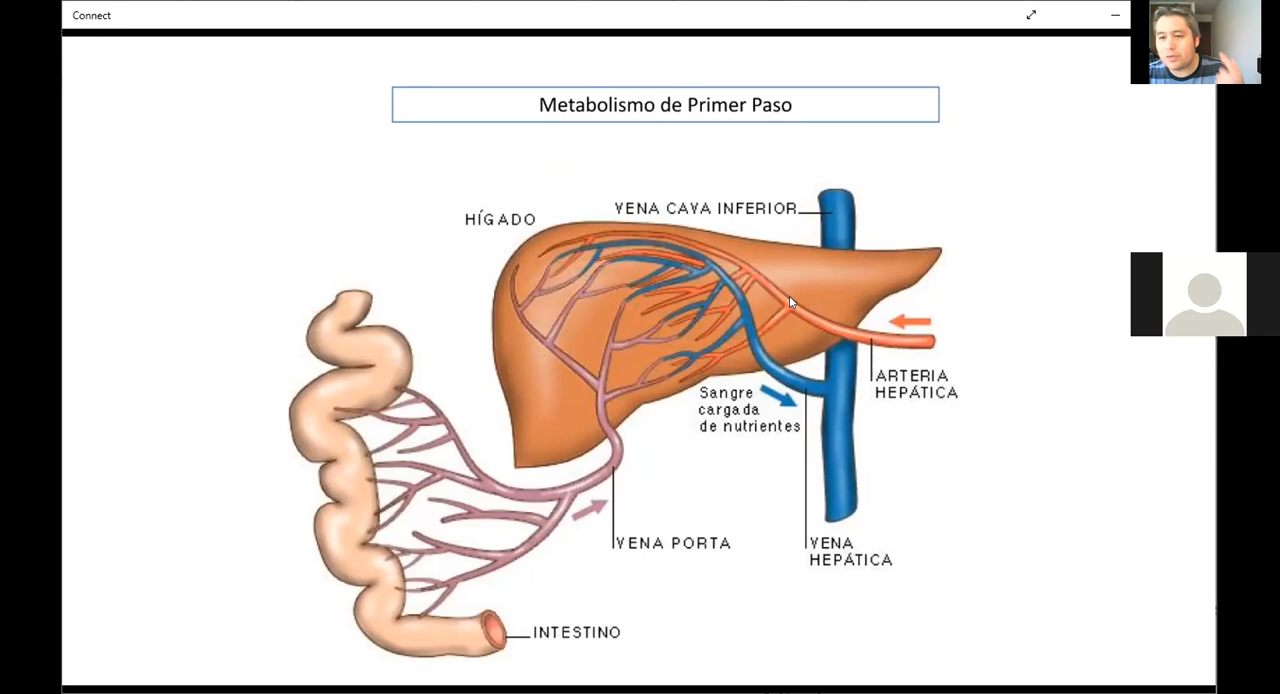 Connect
Metabolismo de Primer Paso
HÍGADO
VENA CAVA INFERIOR
ARTERIA
HEPÁTICA
Sangre
cargada
de nutrientes
VENA PORTA
VENA
HEPÁTICA
INTESTINO